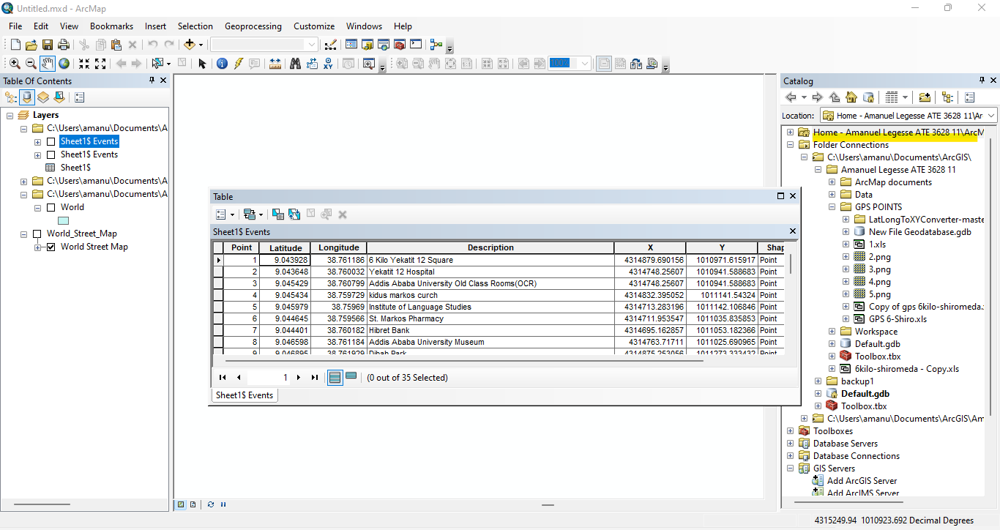 Untitled.mxd - ArcMap
File Edit View Bookmarks Insert Selection Geoprocessing Customize Windows Help
100%
Table Of Contents
Layers
C:\Users\amanu\Documents\A
Sheet1$ Events
Sheet1$ Events
Sheet1$
C:\Users\amanu\Documents\A
C:\Users\amanu\Documents\A
World
World_Street_Map
World Street Map
Table
Sheet1$ Events
Point Latitude Longitude Description X Y Shap
1 9.043928 38.761186 6 Kilo Yekatit 12 Square 4314879.690156 1010971.615917 Point
2 9.043648 38.760032 Yekatit 12 Hospital 4314748.25607 1010941.588683 Point
3 9.045429 38.760799 Addis Ababa University Old Class Rooms(OCR) 4314748.25607 1010941.588683 Point
4 9.045434 38.759729 kidus markos curch 4314832.395052 1011141.54324 Point
5 9.045979 38.75969 Institute of Language Studies 4314713.283196 1011142.106846 Point
6 9.044645 38.759566 St. Markos Pharmacy 4314711.953547 1011035.835853 Point
7 9.044401 38.760182 Hibret Bank 4314695.162857 1011053.182366 Point
8 9.046598 38.761184 Addis Ababa University Museum 4314763.71711 1011025.690965 Point
9 9.046895 38.761929 Dibab Park 4314875.253056 1011273.333432 Point
1 (0 out of 35 Selected)
Sheet1$ Events
Catalog
Location: Home - Amanuel Legesse ATE 3628 11\Ar
Home - Amanuel Legesse ATE 3628 11\ArcM
Folder Connections
C:\Users\amanu\Documents\ArcGIS\
Amanuel Legesse ATE 3628 11
ArcMap documents
Data
GPS POINTS
LatLongToXYConverter-maste
New File Geodatabase.gdb
1.xls
2.png
3.png
4.png
5.png
Copy of gps 6kilo-shiromeda.
GPS 6-Shiro.xls
Workspace
Default.gdb
Toolbox.tbx
6kilo-shiromeda - Copy.xls
backup1
Default.gdb
Toolbox.tbx
C:\Users\amanu\Documents\ArcGIS\Am
Toolboxes
Database Servers
Database Connections
GIS Servers
Add ArcGIS Server
Add ArcIMS Server
4315249.94 1010923.692 Decimal Degrees